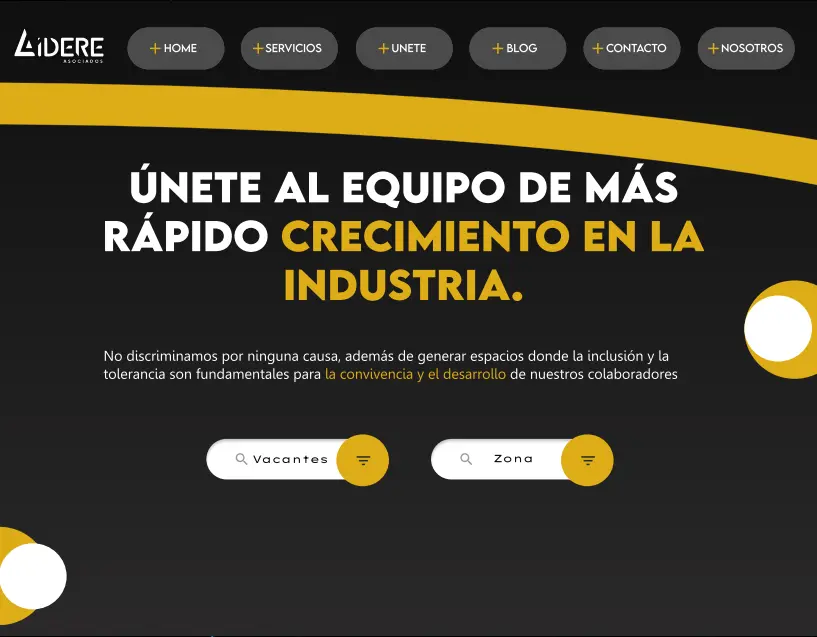 LÍDERE
ASOCIADOS
+ HOME
+ SERVICIOS
+ UNETE
+ BLOG
+ CONTACTO
+ NOSOTROS
ÚNETE AL EQUIPO DE MÁS
RÁPIDO CRECIMIENTO EN LA
INDUSTRIA.
No discriminamos por ninguna causa, además de generar espacios donde la inclusión y la
tolerancia son fundamentales para la convivencia y el desarrollo de nuestros colaboradores
Vacantes
Zona